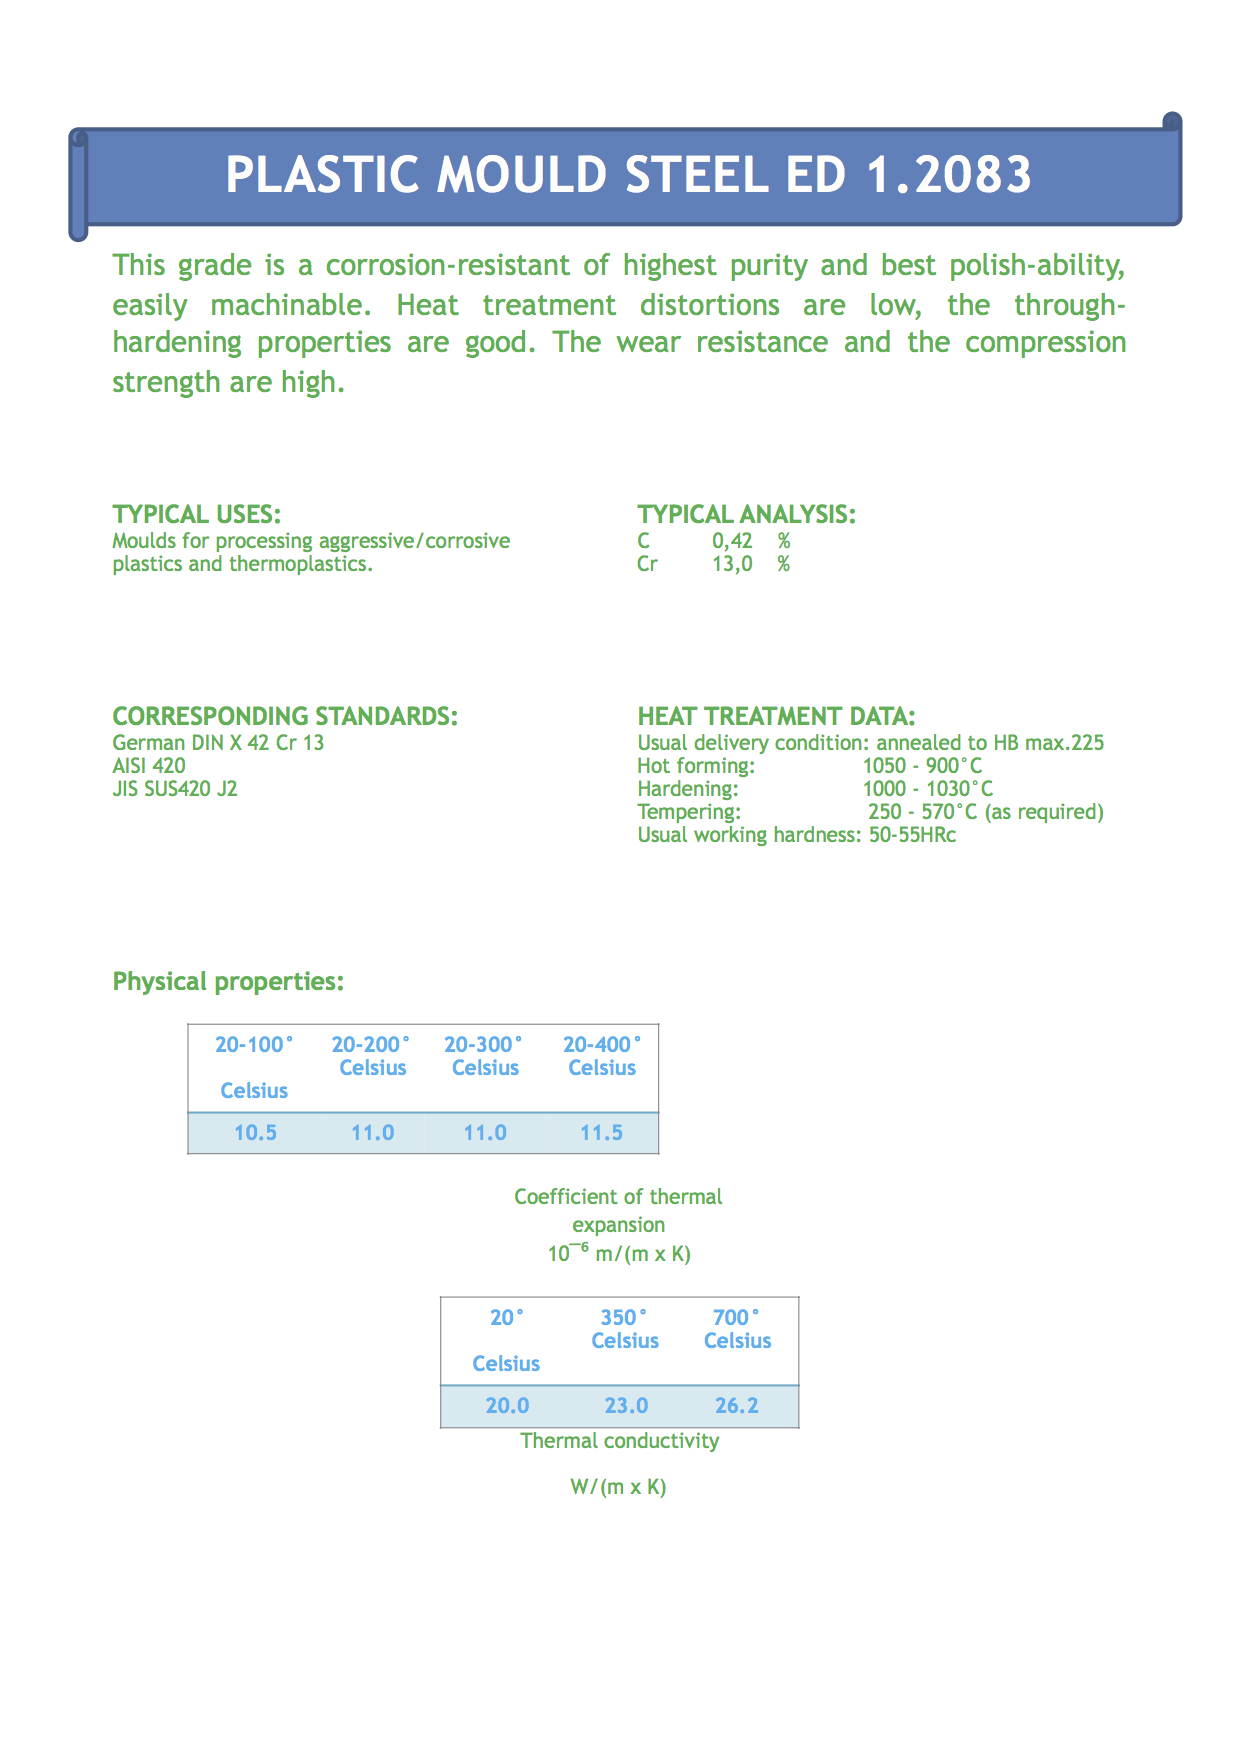 PLASTIC MOULD STEEL ED 1.2083
This grade is a corrosion-resistant of highest purity and best polish-ability,
easily machinable. Heat treatment distortions are low, the through-
hardening properties are good. The wear resistance and the compression
strength are high.
TYPICAL USES:
Moulds for processing aggressive/corrosive
plastics and thermoplastics.
TYPICAL ANALYSIS:
C 0,42 %
Cr 13,0 %
CORRESPONDING STANDARDS:
German DIN X 42 Cr 13
AISI 420
JIS SUS420 J2
HEAT TREATMENT DATA:
Usual delivery condition: annealed to HB max.225
Hot forming: 1050 - 900°C
Hardening: 1000 - 1030°C
Tempering: 250 - 570°C (as required)
Usual working hardness: 50-55HRc
Physical properties:
20-100° 20-200° 20-300° 20-400°
Celsius Celsius Celsius
Celsius
10.5 11.0 11.0 11.5
Coefficient of thermal
expansion
10⁻⁶ m/(m x K)
20° 350° 700°
Celsius Celsius
Celsius
20.0 23.0 26.2
Thermal conductivity
W/(m x K)